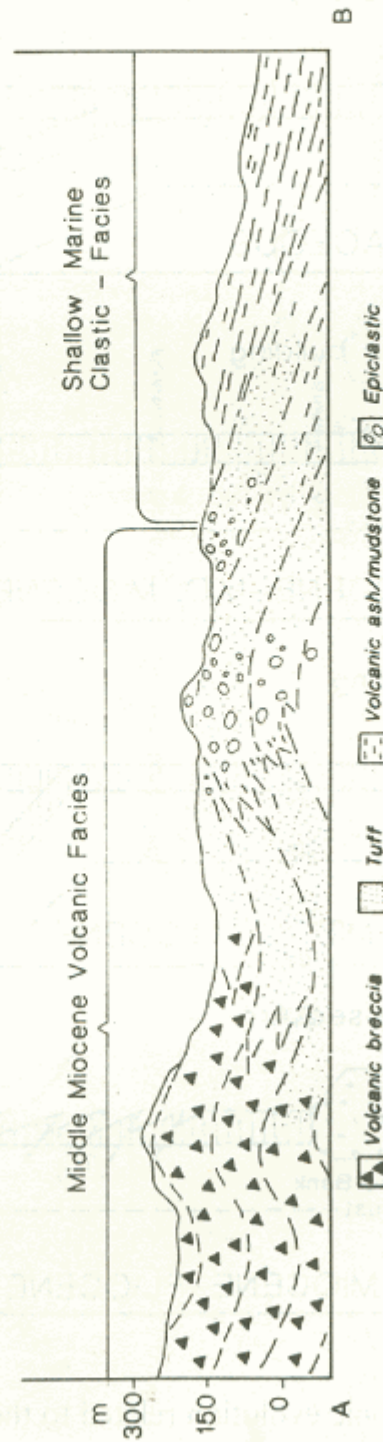 Middle Miocene Volcanic Facies
Shallow Marine
Clastic - Facies
m
300
150
0
A
B
Volcanic breccia
Tuff
Volcanic ash/mudstone
Epiclastic